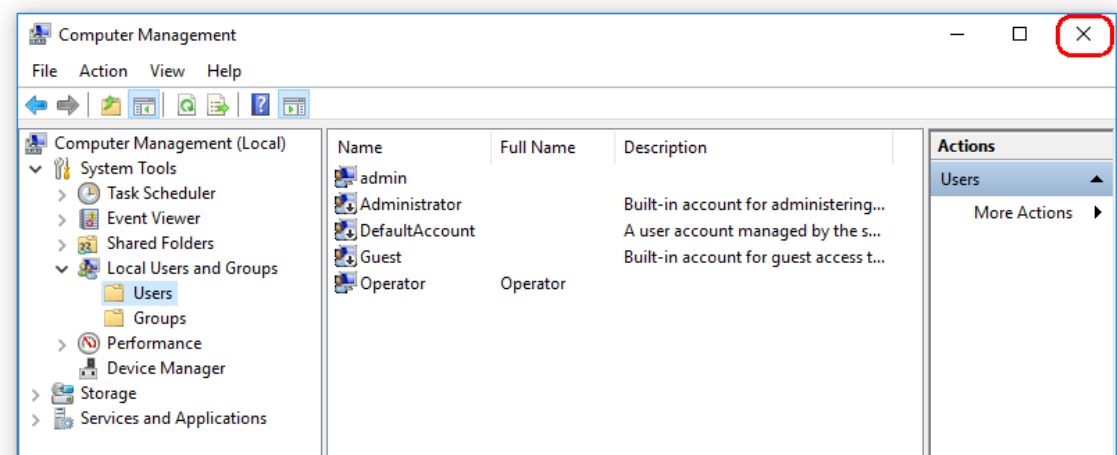 Computer Management
File Action View Help
Computer Management (Local)
System Tools
Task Scheduler
Event Viewer
Shared Folders
Local Users and Groups
Users
Groups
Performance
Device Manager
Storage
Services and Applications
Name Full Name Description
admin
Administrator Built-in account for administering...
DefaultAccount A user account managed by the s...
Guest Built-in account for guest access t...
Operator Operator
Actions
Users
More Actions